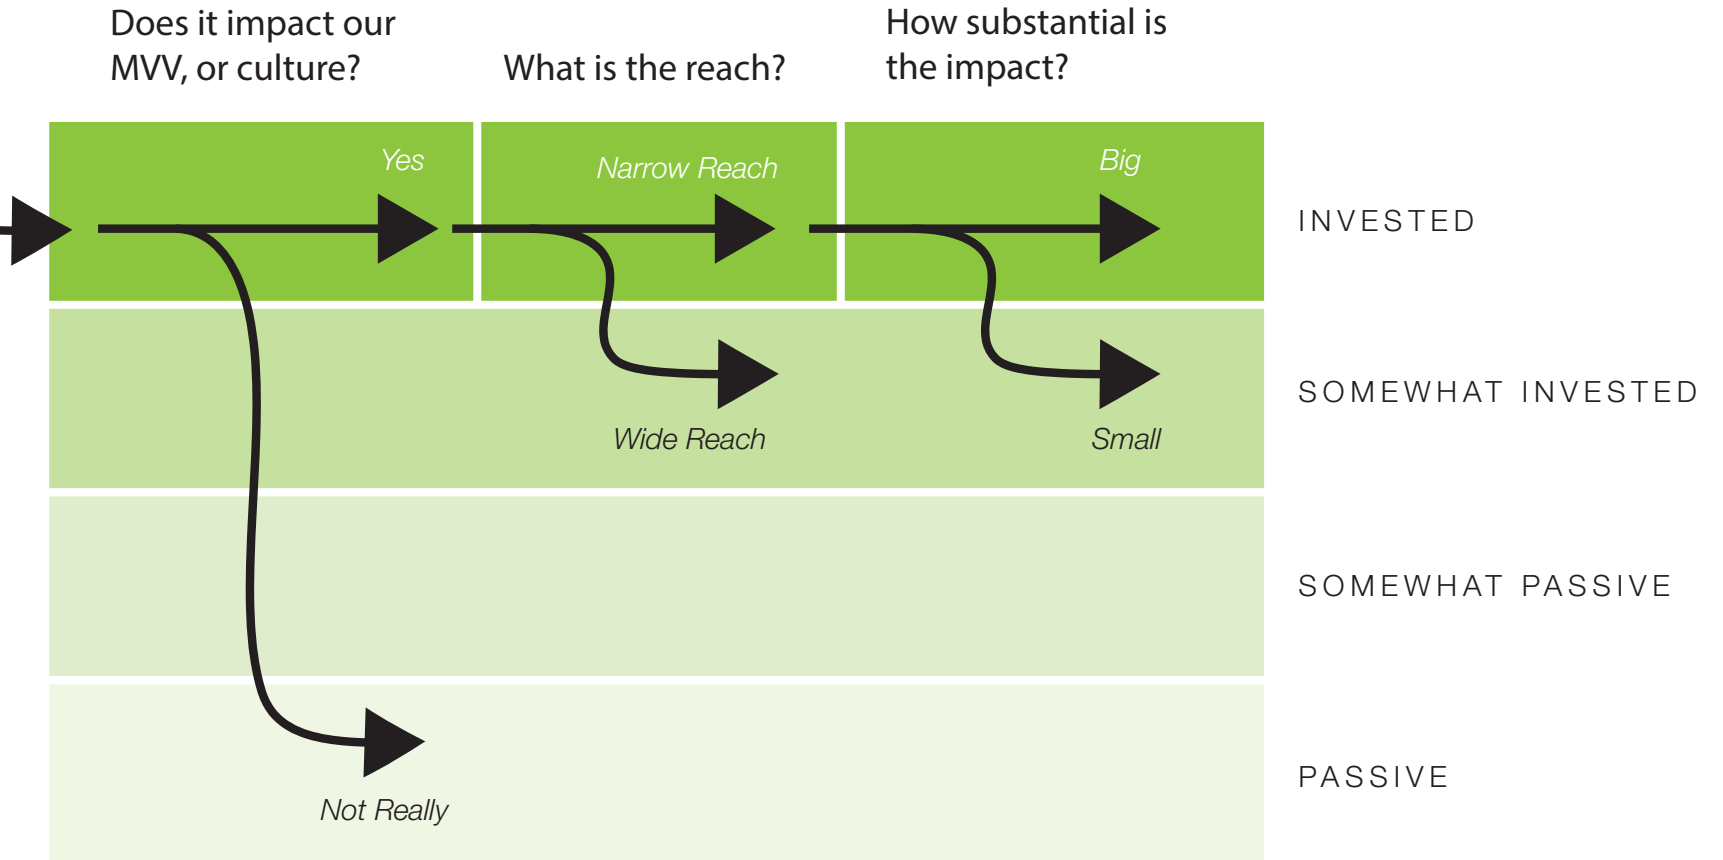 Does it impact our
MVV, or culture?
What is the reach?
How substantial is
the impact?
Yes
Narrow Reach
Big
INVESTED
Wide Reach
Small
SOMEWHAT INVESTED
SOMEWHAT PASSIVE
Not Really
PASSIVE